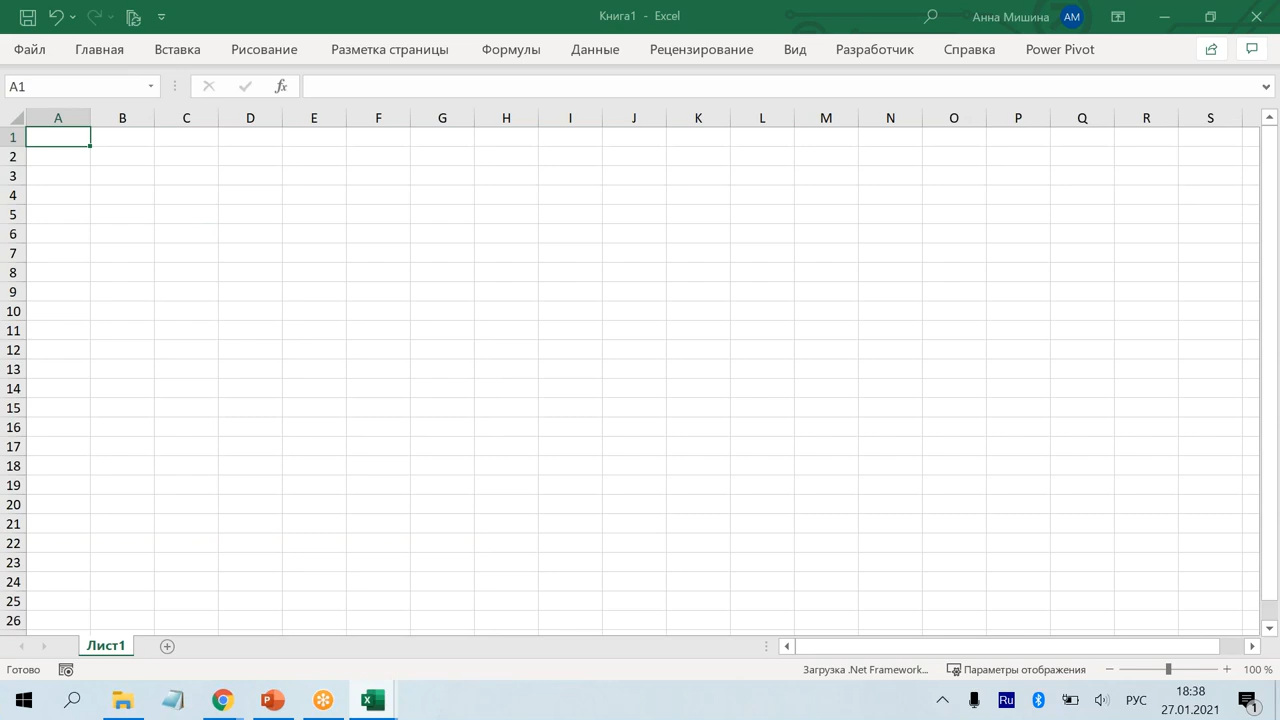 Книга1 - Excel
Анна Мишина
АМ
Файл Главная Вставка Рисование Разметка страницы Формулы Данные Рецензирование Вид Разработчик Справка Power Pivot
A1
fx
A B C D E F G H I J K L M N O P Q R S
1
2
3
4
5
6
7
8
9
10
11
12
13
14
15
16
17
18
19
20
21
22
23
24
25
26
Лист1
Готово
Загрузка .Net Framework...
Параметры отображения
100 %
Ru
РУС
18:38
27.01.2021
1